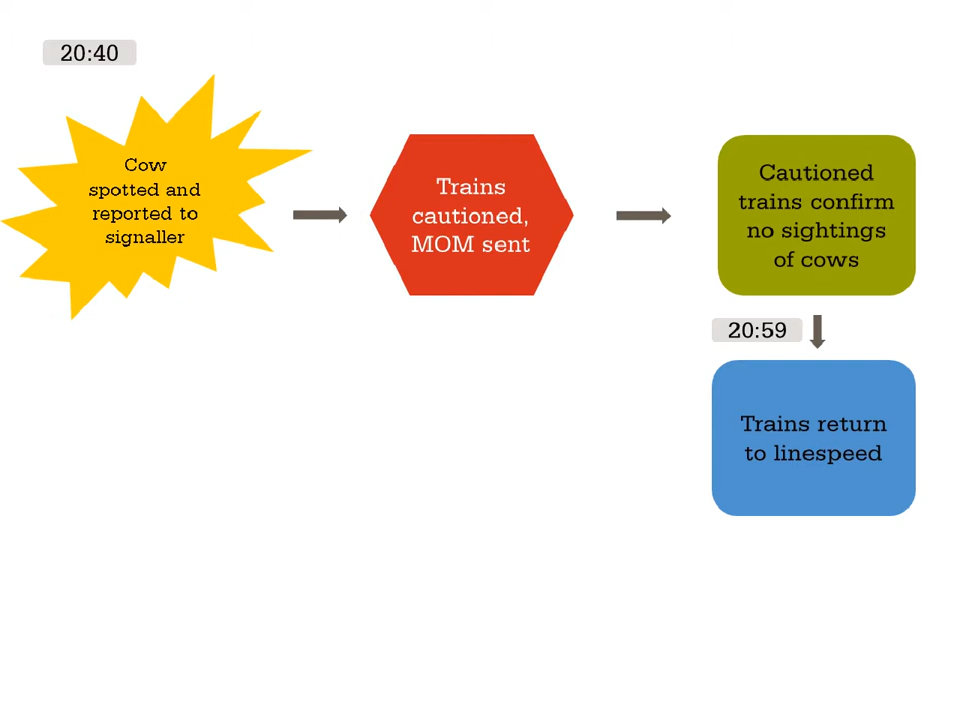 20:40
Cow
spotted and
reported to
signaller
Trains
cautioned,
MOM sent
Cautioned
trains confirm
no sightings
of cows
20:59
Trains return
to linespeed